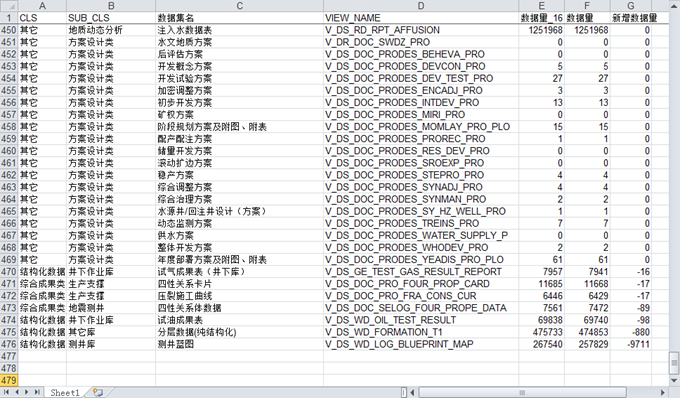 A B C D E F G
1 CLS SUB_CLS 数据集名 VIEW_NAME 数据量_16 数据量 新增数据量
450 其它 地质动态分析 注入水数据表 V_DS_RD_RPT_AFFUSION 1251968 1251968 0
451 其它 方案设计类 水文地质方案 V_DR_DOC_SWDZ_PRO 0 0 0
452 其它 方案设计类 后评估方案 V_DS_DOC_PRODES_BEHEVA_PRO 0 0 0
453 其它 方案设计类 开发概念方案 V_DS_DOC_PRODES_DEVCON_PRO 5 5 0
454 其它 方案设计类 开发试验方案 V_DS_DOC_PRODES_DEV_TEST_PRO 27 27 0
455 其它 方案设计类 加密调整方案 V_DS_DOC_PRODES_ENCADJ_PRO 3 3 0
456 其它 方案设计类 初步开发方案 V_DS_DOC_PRODES_INTDEV_PRO 13 13 0
457 其它 方案设计类 矿权方案 V_DS_DOC_PRODES_MIRI_PRO 0 0 0
458 其它 方案设计类 阶段规划方案及附图、附表 V_DS_DOC_PRODES_MOMLAY_PRO_PLO 15 15 0
459 其它 方案设计类 配产配注方案 V_DS_DOC_PRODES_PROREC_PRO 1 1 0
460 其它 方案设计类 储量开发方案 V_DS_DOC_PRODES_RES_DEV_PRO 0 0 0
461 其它 方案设计类 滚动扩边方案 V_DS_DOC_PRODES_SROEXP_PRO 0 0 0
462 其它 方案设计类 稳产方案 V_DS_DOC_PRODES_STEPRO_PRO 4 4 0
463 其它 方案设计类 综合调整方案 V_DS_DOC_PRODES_SYNADJ_PRO 4 4 0
464 其它 方案设计类 综合治理方案 V_DS_DOC_PRODES_SYNMAN_PRO 2 2 0
465 其它 方案设计类 水源井/回注井设计（方案） V_DS_DOC_PRODES_SY_HZ_WELL_PRO 1 1 0
466 其它 方案设计类 动态监测方案 V_DS_DOC_PRODES_TREINS_PRO 7 7 0
467 其它 方案设计类 供水方案 V_DS_DOC_PRODES_WATER_SUPPLY_P 0 0 0
468 其它 方案设计类 整体开发方案 V_DS_DOC_PRODES_WHODEV_PRO 2 2 0
469 其它 方案设计类 年度部署方案及附图、附表 V_DS_DOC_PRODES_YEADIS_PRO_PLO 61 61 0
470 结构化数据 井下作业库 试气成果表（井下库） V_DS_GE_TEST_GAS_RESULT_REPORT 7957 7941 -16
471 综合成果类 生产支撑 四性关系卡片 V_DS_DOC_PRO_FOUR_PROP_CARD 11685 11668 -17
472 综合成果类 生产支撑 压裂施工曲线 V_DS_DOC_PRO_FRA_CONS_CUR 6446 6429 -17
473 综合成果类 地震测井 四性关系体数据 V_DS_DOC_SELOG_FOUR_PROPE_DATA 7561 7472 -89
474 结构化数据 井下作业库 试油成果表 V_DS_WD_OIL_TEST_RESULT 69838 69740 -98
475 结构化数据 其它库 分层数据(纯结构化) V_DS_WD_FORMATION_T1 475733 474853 -880
476 结构化数据 测井库 测井蓝图 V_DS_WD_LOG_BLUEPRINT_MAP 267540 257829 -9711
477
478
479
Sheet1